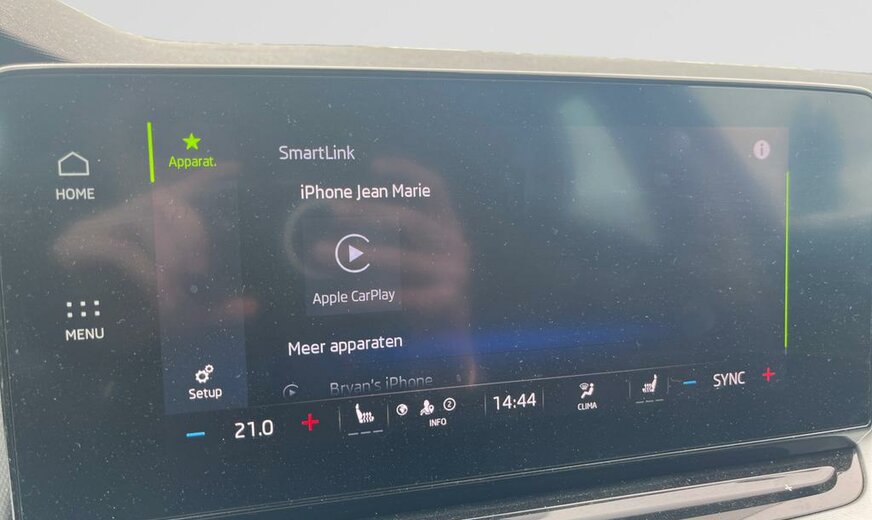 HOME
MENU
Apparat.
Setup
SmartLink
iPhone Jean Marie
Apple CarPlay
Meer apparaten
Bryan's iPhone
21.0
INFO
2
14:44
CLIMA
SYNC